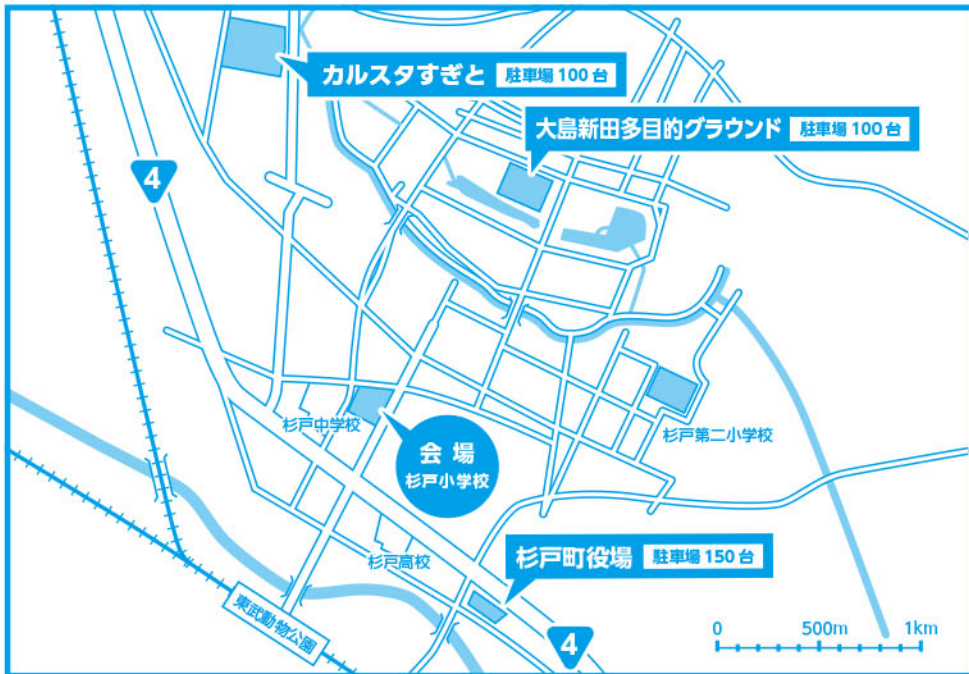 カルスタすぎと 駐車場 100 台
大島新田多目的グラウンド 駐車場 100 台
4
杉戸中学校
会 場
杉戸小学校
杉戸第二小学校
杉戸高校
杉戸町役場 駐車場 150 台
東武動物公園
4
0 500m 1km